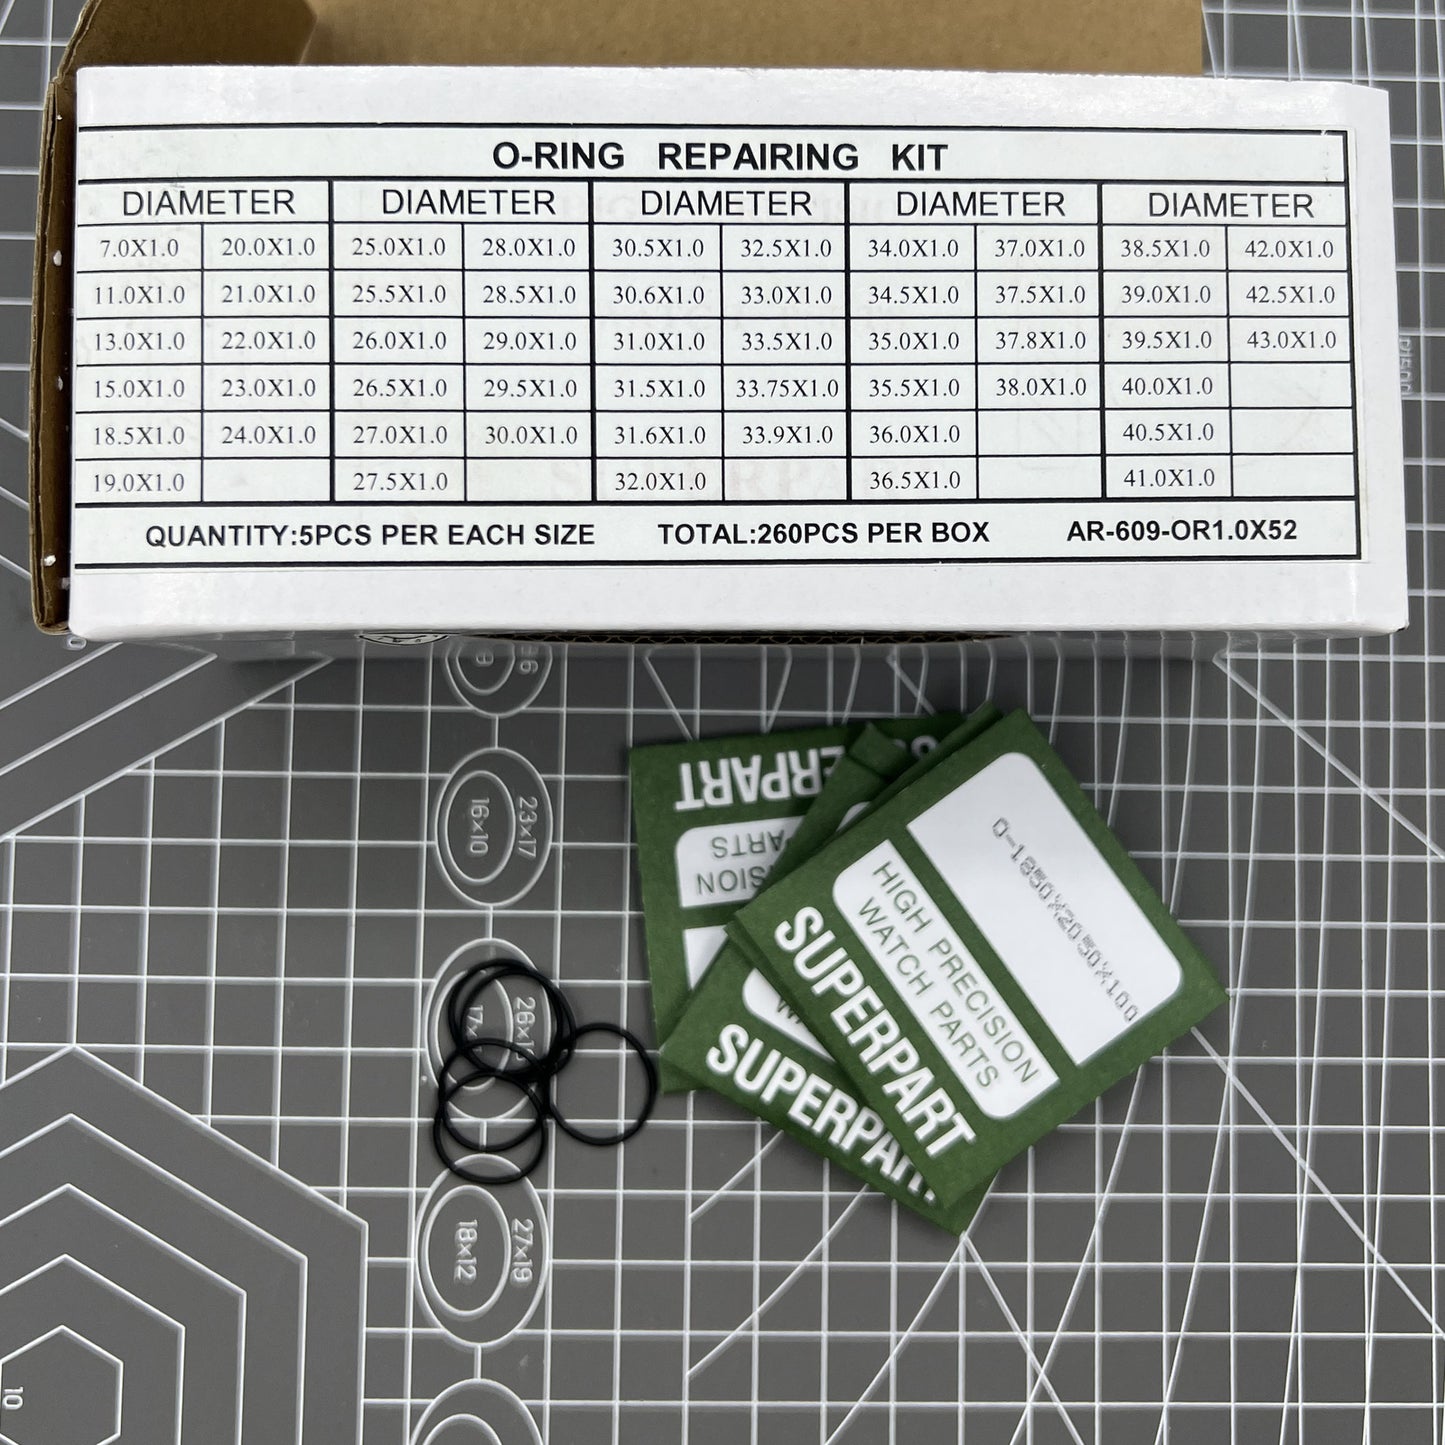 O-RING REPAIRING KIT
DIAMETER DIAMETER DIAMETER DIAMETER DIAMETER
7.0X1.0 20.0X1.0 25.0X1.0 28.0X1.0 30.5X1.0 32.5X1.0 34.0X1.0 37.0X1.0 38.5X1.0 42.0X1.0
11.0X1.0 21.0X1.0 25.5X1.0 28.5X1.0 30.6X1.0 33.0X1.0 34.5X1.0 37.5X1.0 39.0X1.0 42.5X1.0
13.0X1.0 22.0X1.0 26.0X1.0 29.0X1.0 31.0X1.0 33.5X1.0 35.0X1.0 37.8X1.0 39.5X1.0 43.0X1.0
15.0X1.0 23.0X1.0 26.5X1.0 29.5X1.0 31.5X1.0 33.75X1.0 35.5X1.0 38.0X1.0 40.0X1.0
18.5X1.0 24.0X1.0 27.0X1.0 30.0X1.0 31.6X1.0 33.9X1.0 36.0X1.0 40.5X1.0
19.0X1.0 27.5X1.0 32.0X1.0 36.5X1.0 41.0X1.0
QUANTITY:5PCS PER EACH SIZE TOTAL:260PCS PER BOX AR-609-OR1.0X52
23×17
16×10
O-1850X2050X100
HIGH PRECISION
WATCH PARTS
SUPERPART
SUPERPART
27×19
18×12
10